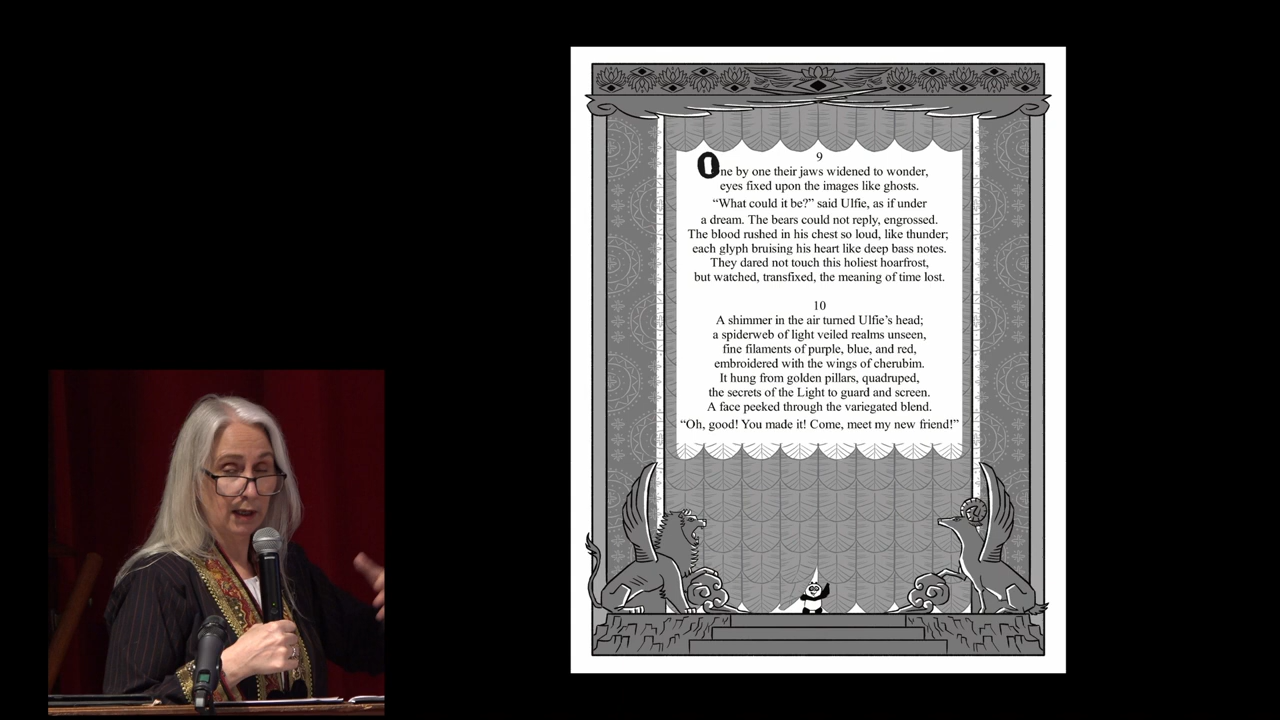 9
One by one their jaws widened to wonder,
eyes fixed upon the images like ghosts.
“What could it be?” said Ulfie, as if under
a dream. The bears could not reply, engrossed.
The blood rushed in his chest so loud, like thunder;
each glyph bruising his heart like deep bass notes.
They dared not touch this holiest hoarfrost,
but watched, transfixed, the meaning of time lost.
10
A shimmer in the air turned Ulfie’s head;
a spiderweb of light veiled realms unseen,
fine filaments of purple, blue, and red,
embroidered with the wings of cherubim.
It hung from golden pillars, quadruped,
the secrets of the Light to guard and screen.
A face peeked through the variegated blend.
“Oh, good! You made it! Come, meet my new friend!”